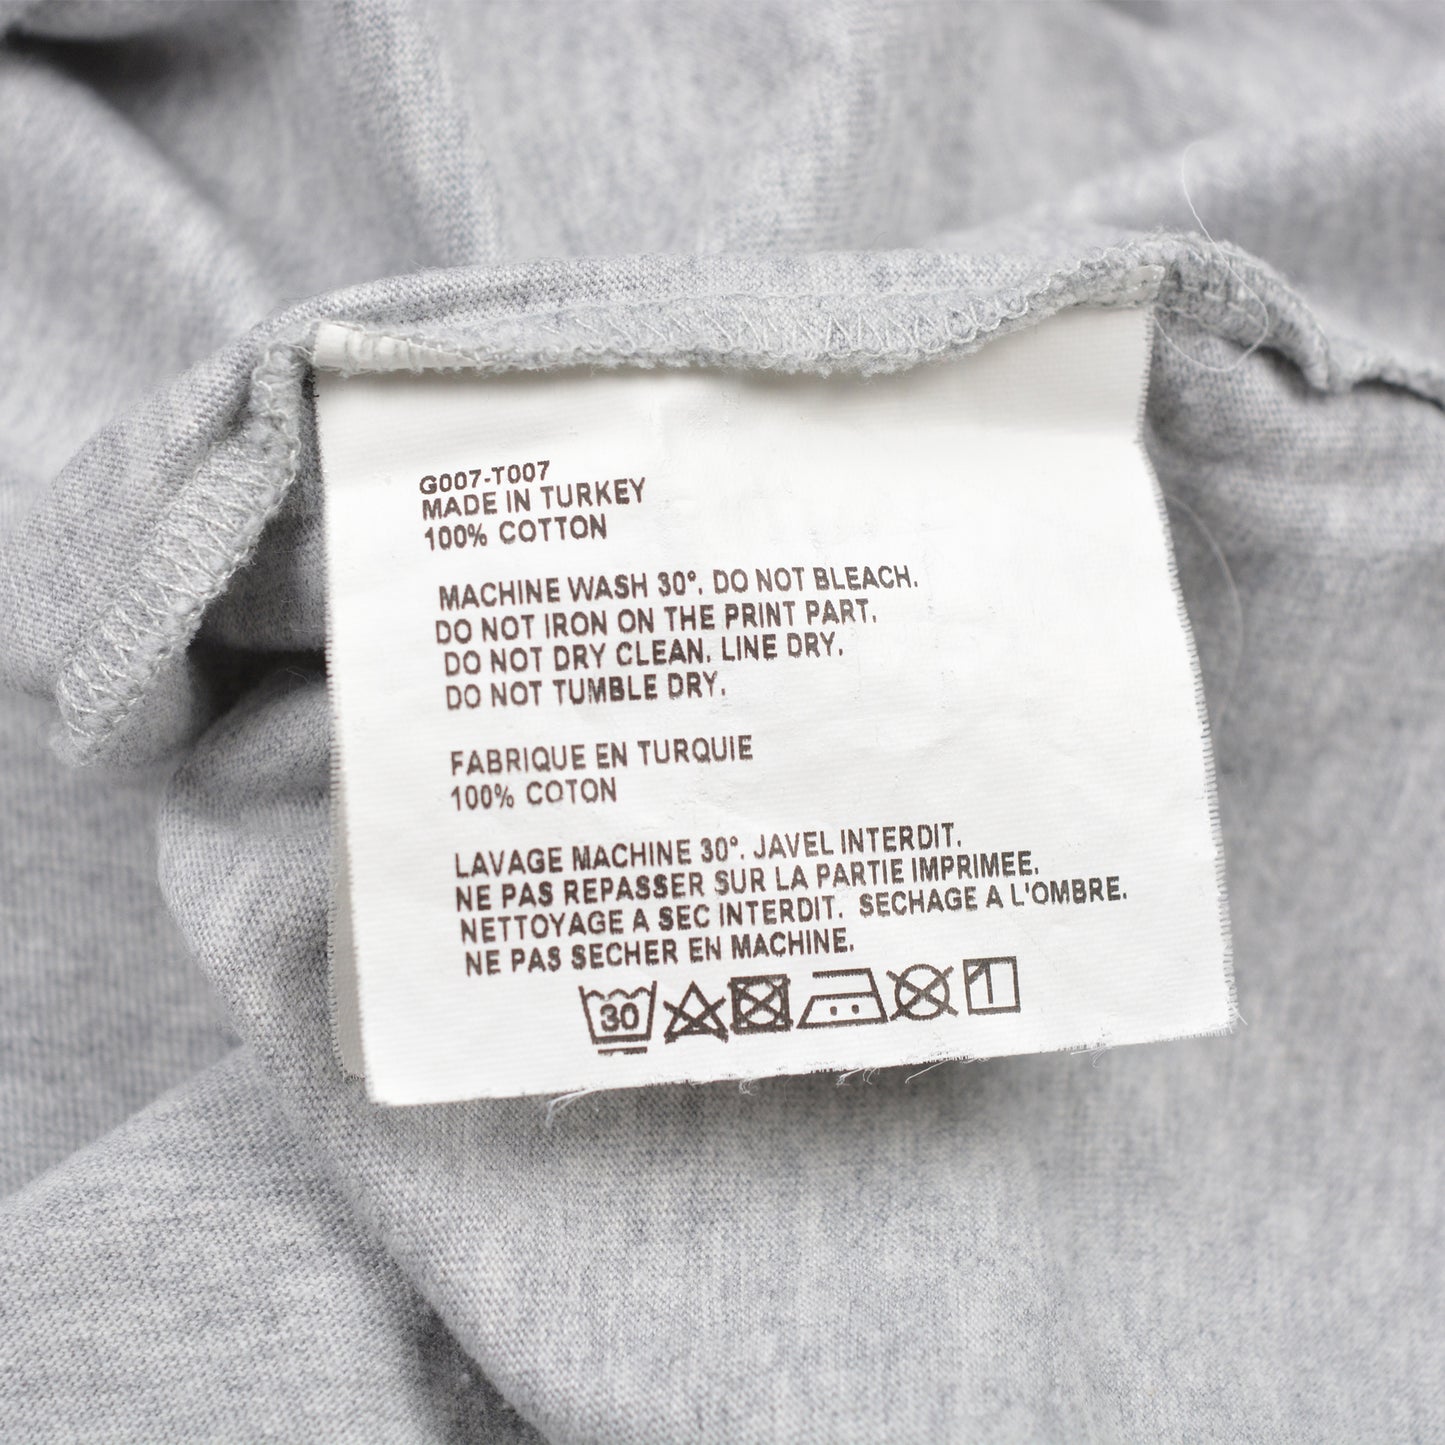 G007-T007
MADE IN TURKEY
100% COTTON
MACHINE WASH 30°. DO NOT BLEACH.
DO NOT IRON ON THE PRINT PART.
DO NOT DRY CLEAN. LINE DRY.
DO NOT TUMBLE DRY.
FABRIQUE EN TURQUIE
100% COTON
LAVAGE MACHINE 30°. JAVEL INTERDIT.
NE PAS REPASSER SUR LA PARTIE IMPRIMEE.
NETTOYAGE A SEC INTERDIT. SECHAGE A L'OMBRE.
NE PAS SECHER EN MACHINE.
30